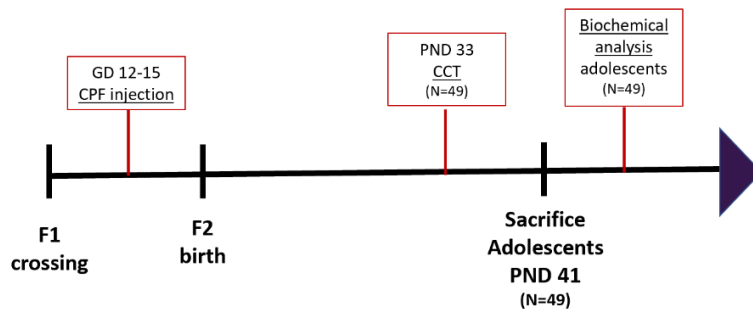 GD 12-15
CPF injection
PND 33
CCT
(N=49)
Biochemical
analysis
adolescents
(N=49)
F1
crossing
F2
birth
Sacrifice
Adolescents
PND 41
(N=49)